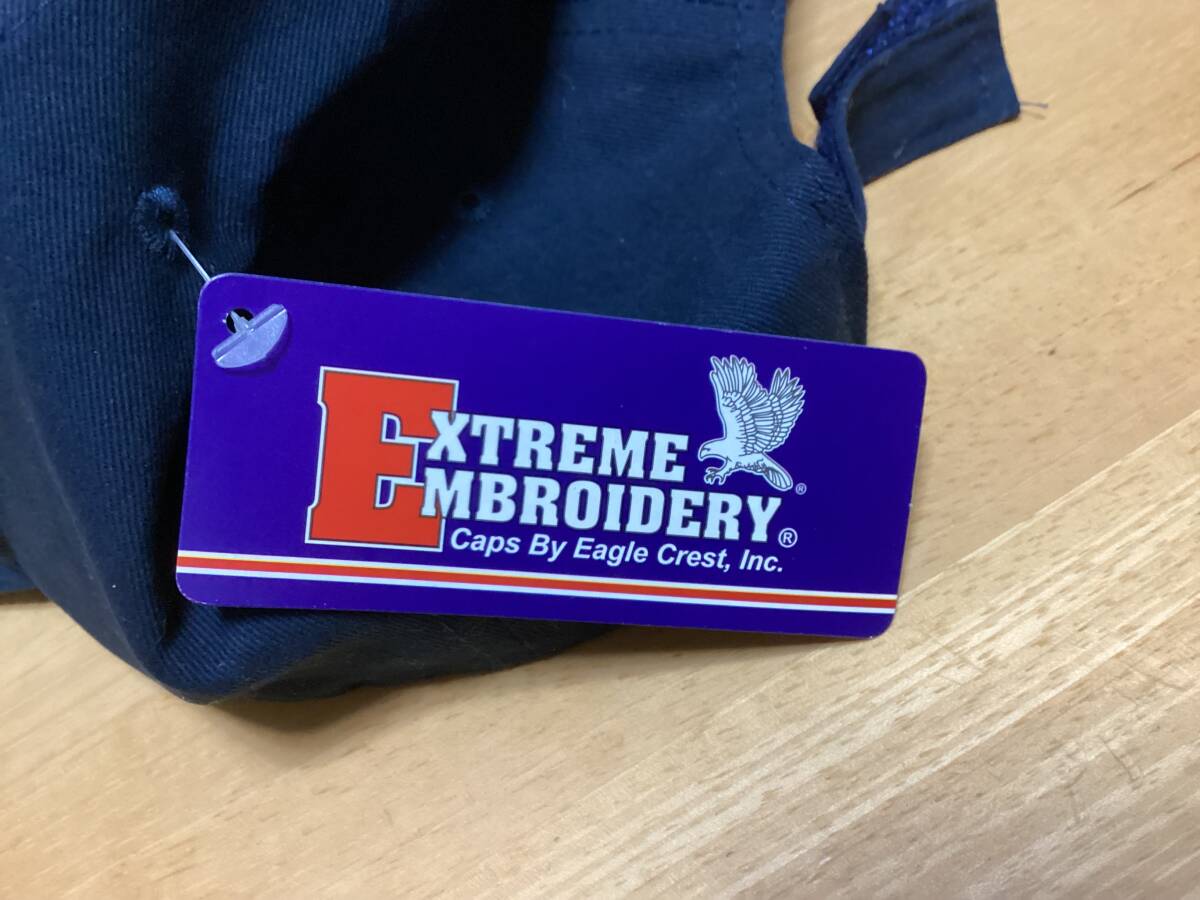 EXTREME
EMBROIDERY®
Caps By Eagle Crest, Inc.
®